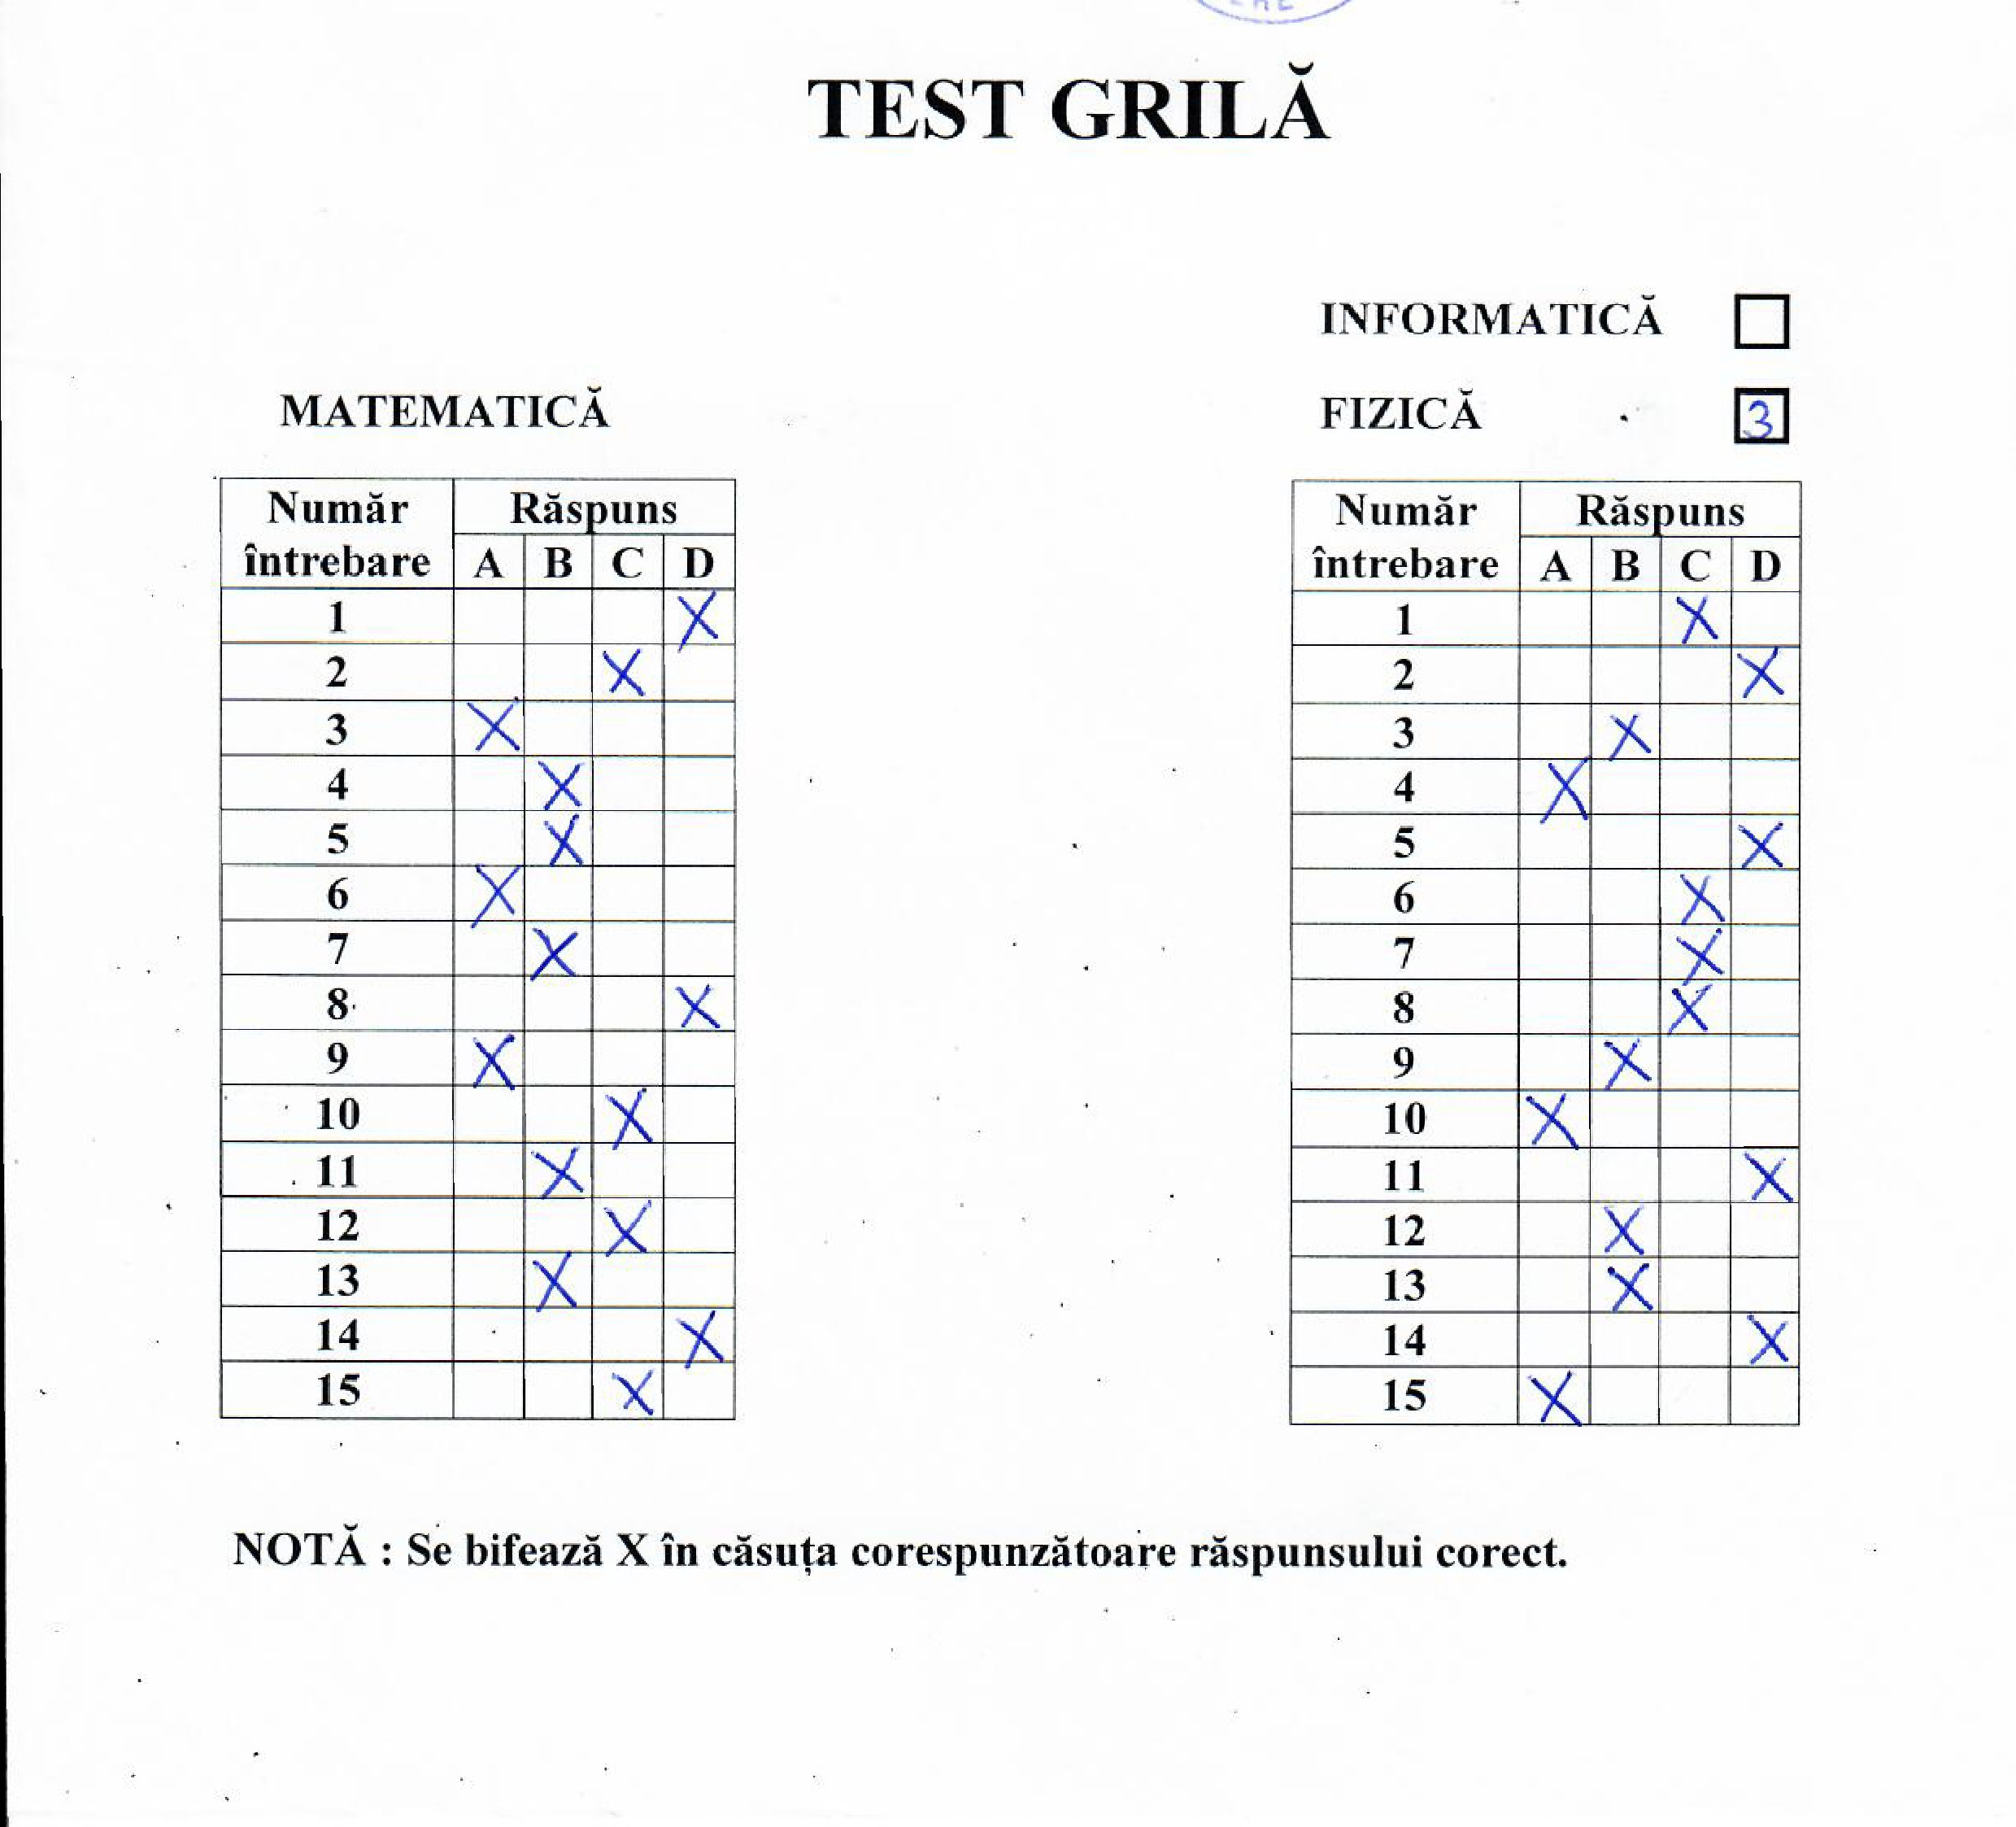 TEST GRILĂ
INFORMATICĂ
MATEMATICĂ
FIZICĂ 3
Număr întrebare Răspuns
A B C D
1 X
2 X
3 X
4 X
5 X
6 X
7 X
8 X
9 X
10 X
11 X
12 X
13 X
14 X
15 X
Număr întrebare Răspuns
A B C D
1 X
2 X
3 X
4 X
5 X
6 X
7 X
8 X
9 X
10 X
11 X
12 X
13 X
14 X
15 X
NOTĂ : Se bifează X în căsuța corespunzătoare răspunsului corect.